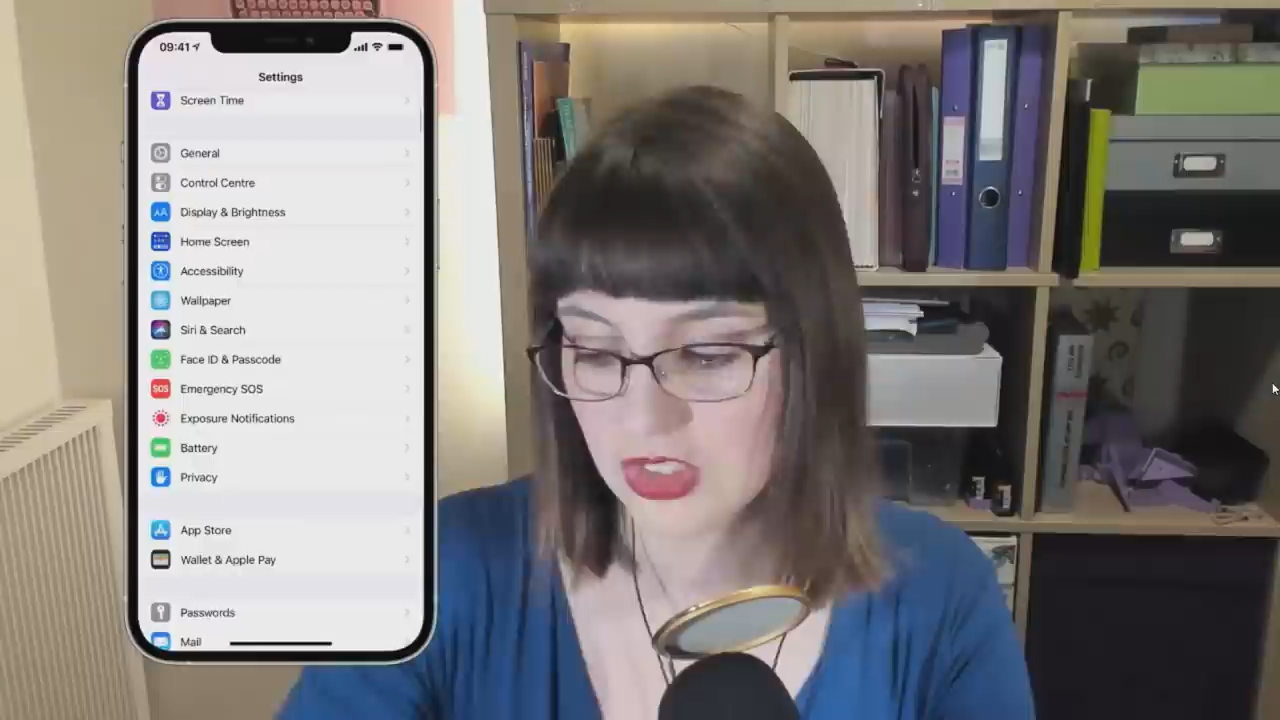 09:41
Settings
Screen Time
General
Control Centre
Display & Brightness
Home Screen
Accessibility
Wallpaper
Siri & Search
Face ID & Passcode
SOS Emergency SOS
Exposure Notifications
Battery
Privacy
App Store
Wallet & Apple Pay
Passwords
Mail